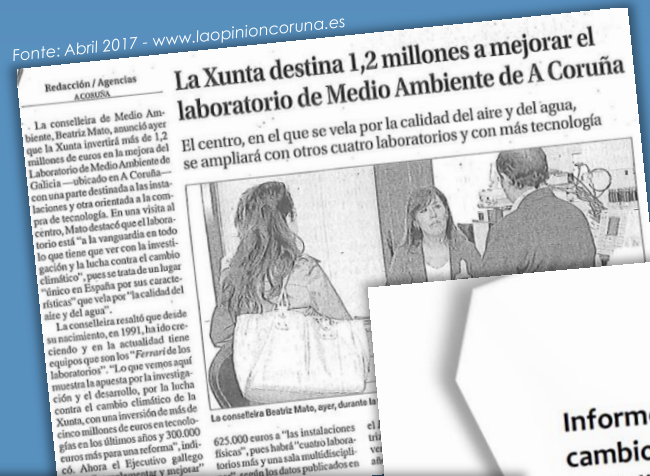 Fonte: Abril 2017 - www.laopinioncoruna.es
La Xunta destina 1,2 millones a mejorar el
laboratorio de Medio Ambiente de A Coruña
El centro, en el que se vela por la calidad del aire y del agua,
se ampliará con otros cuatro laboratorios y con más tecnología
Redacción / Agencias
A CORUÑA
La conselleira de Medio Am-
biente, Beatriz Mato, anunció ayer
que la Xunta invertirá más de 1,2
millones de euros en la mejora del
Laboratorio de Medio Ambiente de
Galicia —ubicado en A Coruña—
con una parte destinada a las insta-
laciones y otra orientada a la com-
pra de tecnología. En una visita al
centro, Mato destacó que el labora-
torio está "a la vanguardia en todo
lo que tiene que ver con la investi-
gación y la lucha contra el cambio
climático", pues se trata de un lugar
"único en España por sus caracte-
rísticas" que vela por "la calidad del
aire y del agua".
La conselleira resaltó que desde
su nacimiento, en 1991, ha ido cre-
ciendo y en la actualidad tiene
equipos que son los "Ferrari de los
laboratorios". "Lo que vemos aquí
muestra la apuesta por la investiga-
ción y el desarrollo, por la lucha
contra el cambio climático de la
Xunta, con una inversión de más de
cinco millones de euros en tecnolo-
gías en los últimos años y 300.000
euros más para una reforma", indi-
có. Ahora el Ejecutivo gallego
mentar y mejorar"
La conselleira Beatriz Mato, ayer, durante la
625.000 euros a "las instalaciones
físicas", pues habrá "cuatro labora-
torios más y una sala multidiscipli-
según los datos publicados en
el
Inform
cambio